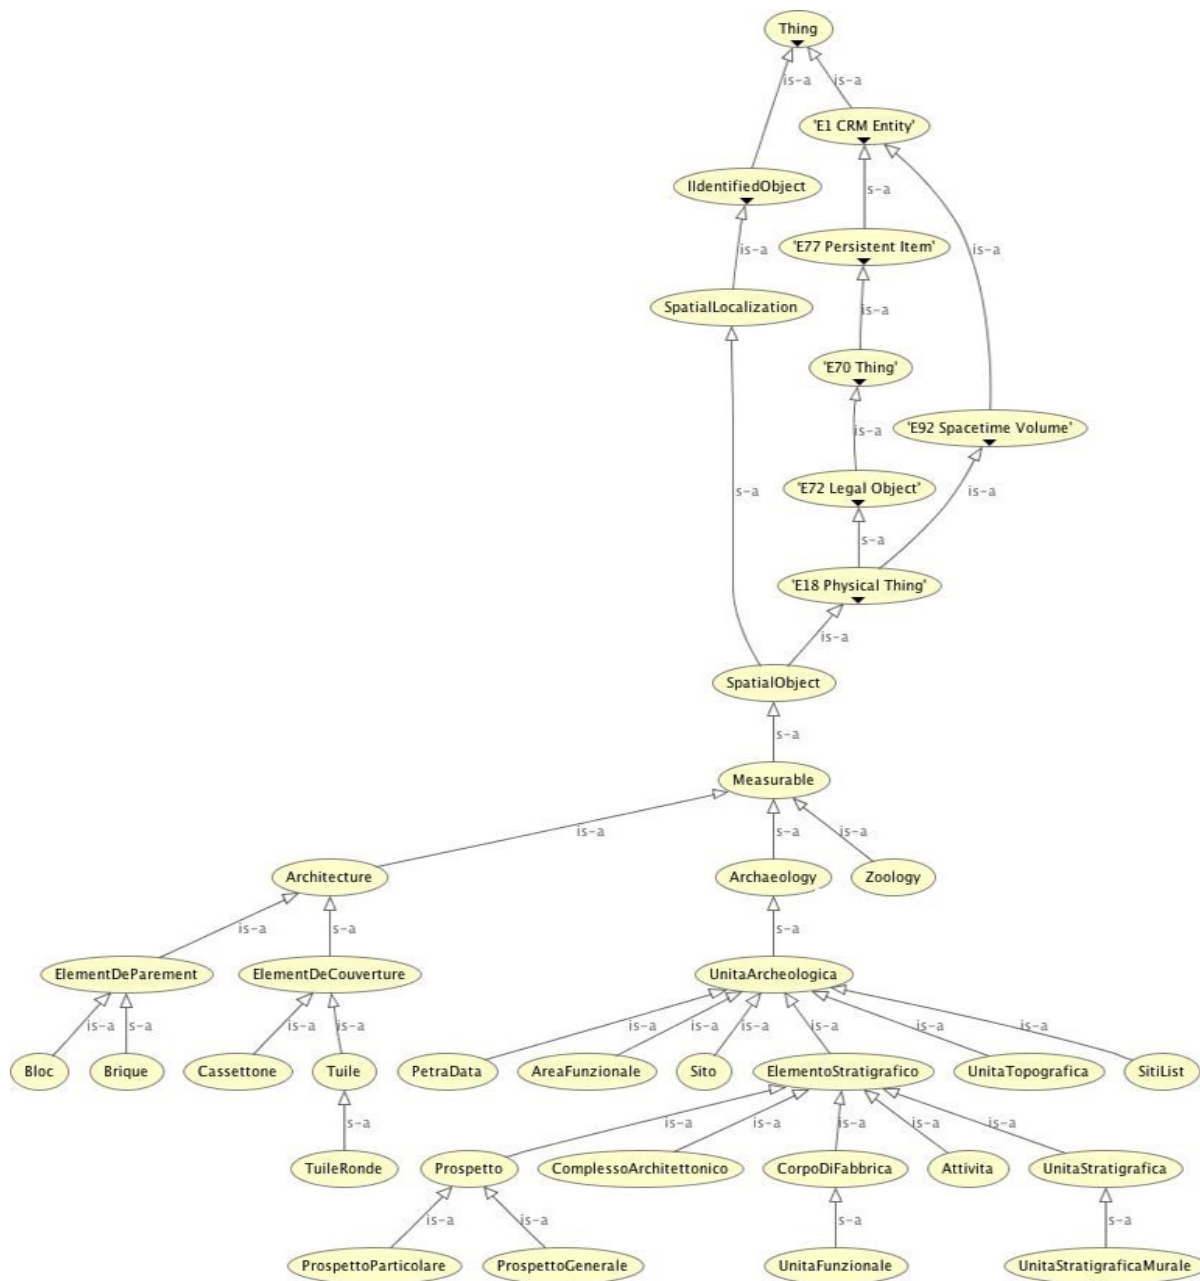 Thing
is-a
is-a
'E1 CRM Entity'
IIdentifiedObject
s-a
'E77 Persistent Item'
is-a
is-a
SpatialLocalization
is-a
'E70 Thing'
'E92 Spacetime Volume'
is-a
'E72 Legal Object'
s-a
is-a
s-a
'E18 Physical Thing'
is-a
SpatialObject
s-a
Measurable
is-a
s-a
is-a
Architecture
Archaeology
Zoology
is-a
s-a
s-a
ElementDeParement
ElementDeCouverture
UnitaArcheologica
is-a
s-a
is-a
is-a
is-a
is-a
is-a
is-a
is-a
is-a
Bloc
Brique
Cassettone
Tuile
PetraData
AreaFunzionale
Sito
ElementoStratigrafico
UnitaTopografica
SitiList
s-a
is-a
is-a
is-a
is-a
is-a
TuileRonde
Prospetto
ComplessoArchitettonico
CorpoDiFabbrica
Attivita
UnitaStratigrafica
is-a
is-a
s-a
s-a
ProspettoParticolare
ProspettoGenerale
UnitaFunzionale
UnitaStratigraficaMurale